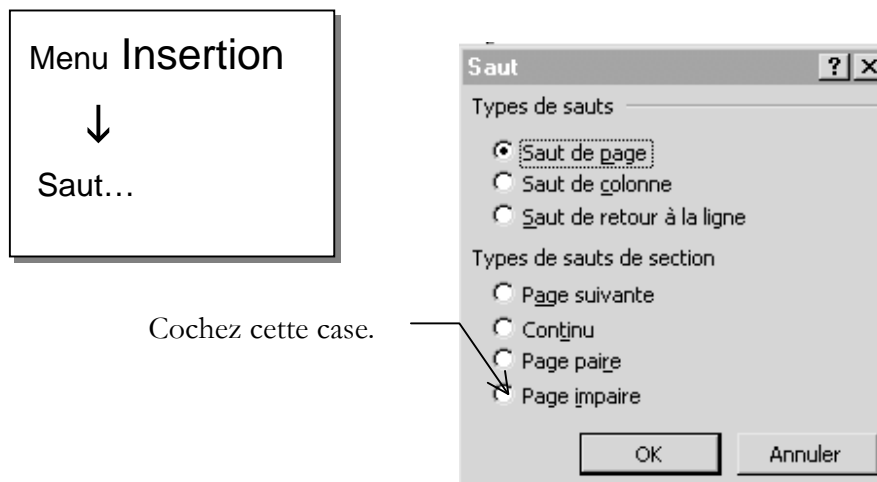 Menu Insertion
↓
Saut...
Saut
Types de sauts
Saut de page
Saut de colonne
Saut de retour à la ligne
Types de sauts de section
Page suivante
Continu
Page paire
Page impaire
OK Annuler
Cochez cette case.